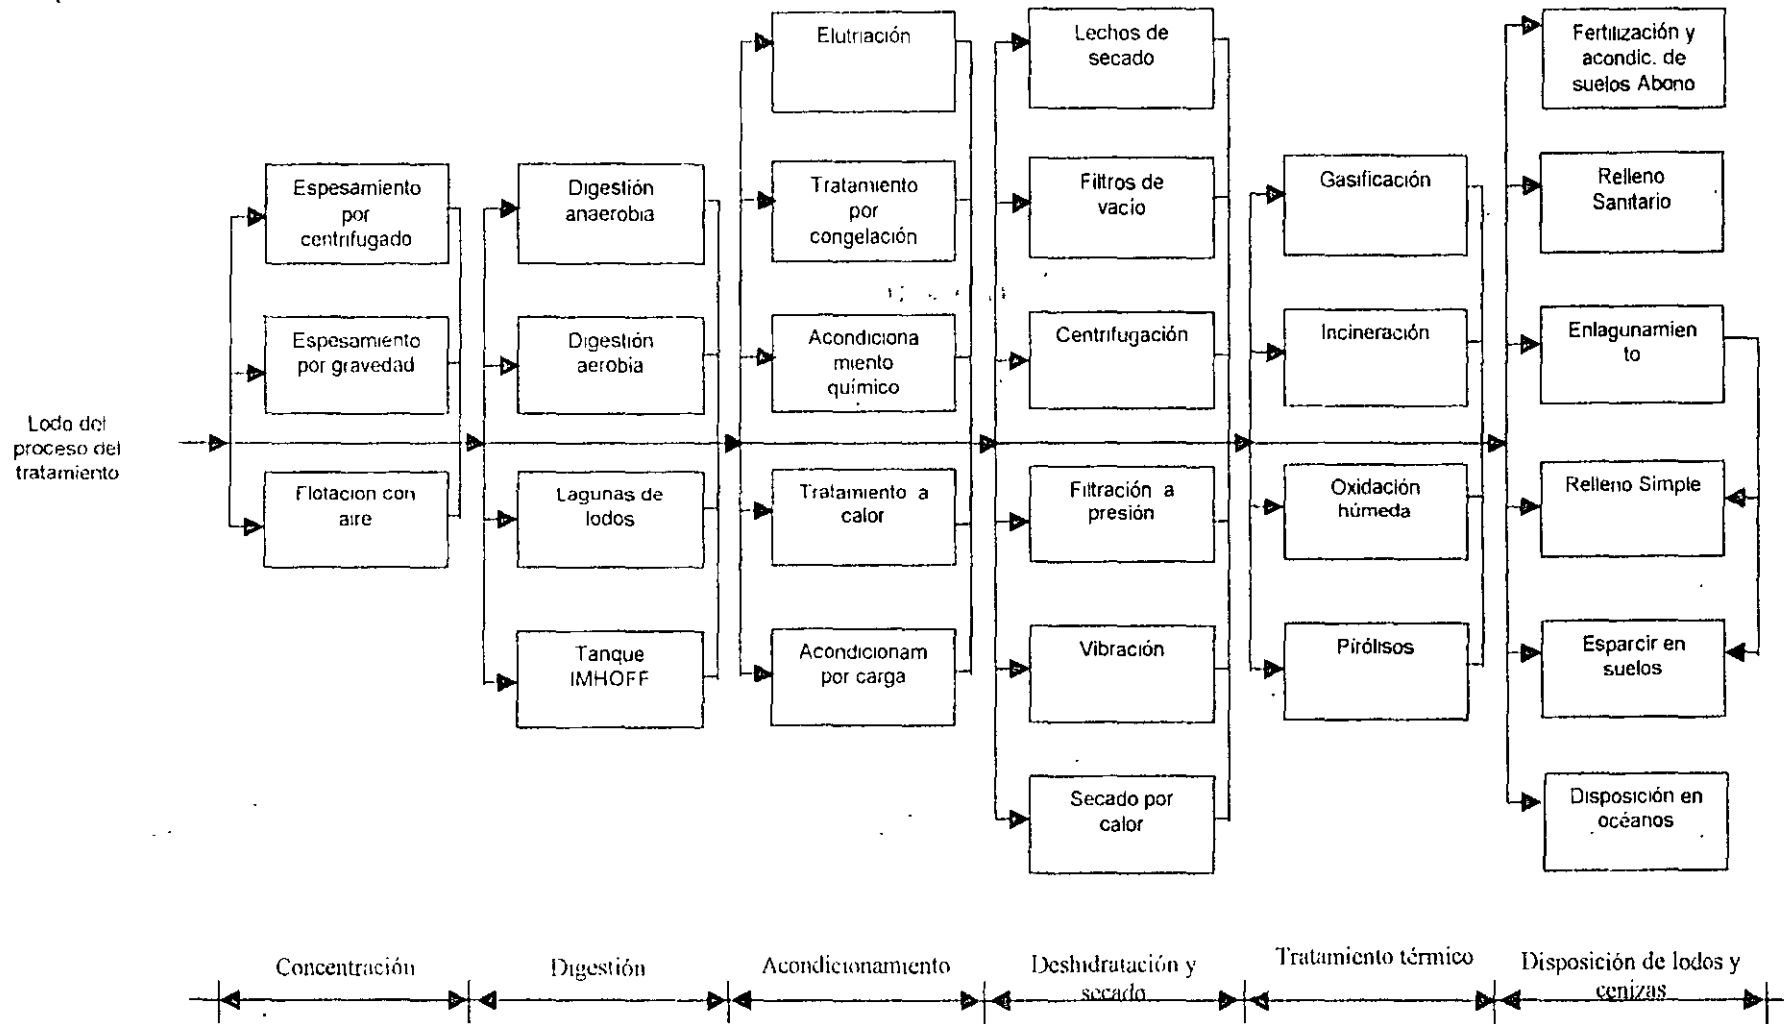 Lodo del
proceso del
tratamiento
Espesamiento
por
centrifugado
Espesamiento
por gravedad
Flotacion con
aire
Digestión
anaerobia
Digestión
aerobia
Lagunas de
lodos
Tanque
IMHOFF
Elutriación
Tratamiento
por
congelación
Acondiciona
miento
químico
Tratamiento a
calor
Acondicionam
por carga
Lechos de
secado
Filtros de
vacío
Centrifugación
Filtración a
presión
Vibración
Secado por
calor
Gasificación
Incineración
Oxidación
húmeda
Pirólisos
Fertilización y
acondic. de
suelos Abono
Relleno
Sanitario
Enlagunamien
to
Relleno Simple
Esparcir en
suelos
Disposición en
océanos
Concentración
Digestión
Acondicionamiento
Deshidratación y
secado
Tratamiento térmico
Disposición de lodos y
cenizas